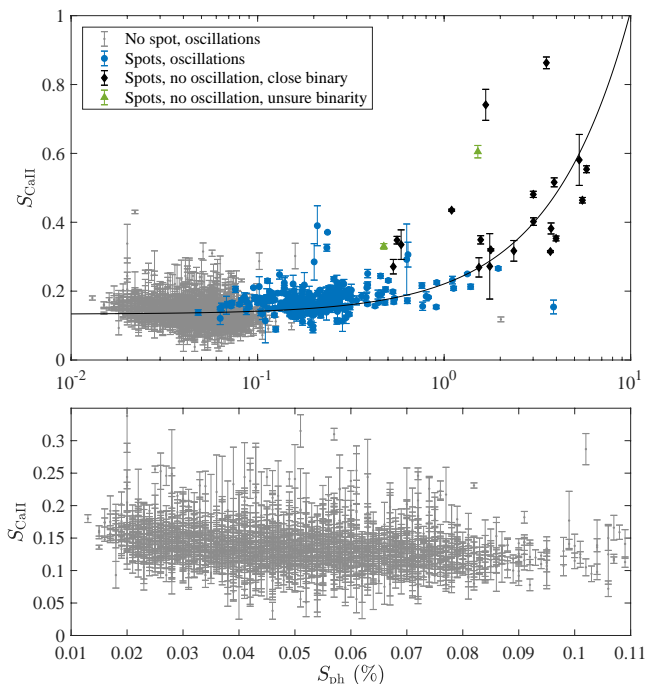 1
0.8
0.6
0.4
0.2
0
S_CaII
No spot, oscillations
Spots, oscillations
Spots, no oscillation, close binary
Spots, no oscillation, unsure binarity
10^-2 10^-1 10^0 10^1
0.3
0.25
0.2
0.15
0.1
0.05
0
S_CaII
0.01 0.02 0.03 0.04 0.05 0.06 0.07 0.08 0.09 0.1 0.11
S_ph (%)